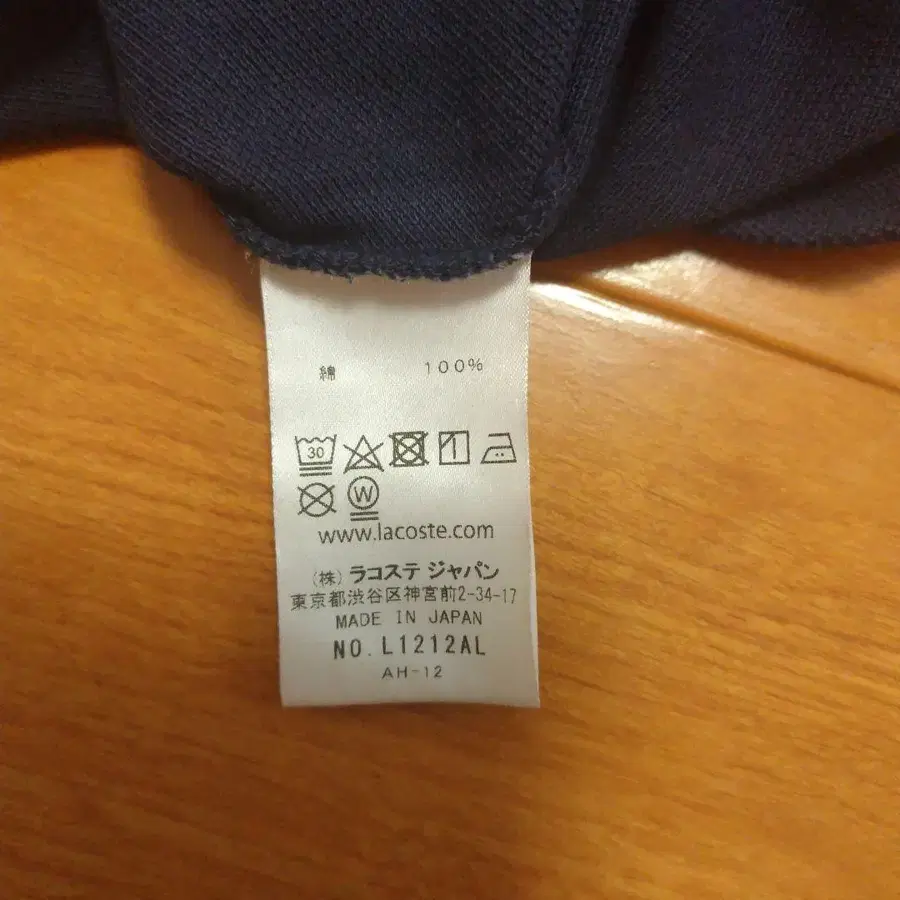 綿 100%
30
W
www.lacoste.com
(株) ラコステ ジャパン
東京都渋谷区神宮前2-34-17
MADE IN JAPAN
NO. L1212AL
AH-12